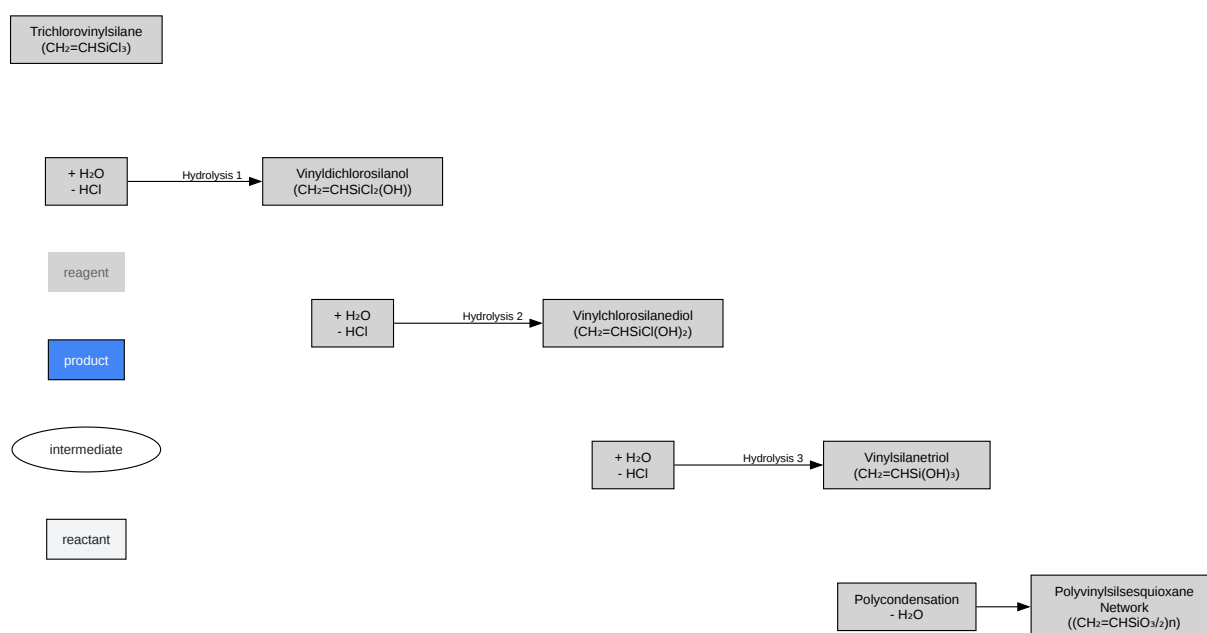 Trichlorovinylsilane
(CH₂=CHSiCl₃)
+ H₂O
- HCl
Hydrolysis 1
Vinyldichlorosilanol
(CH₂=CHSiCl₂(OH))
reagent
+ H₂O
- HCl
Hydrolysis 2
Vinylchlorosilanediol
(CH₂=CHSiCl(OH)₂)
product
intermediate
+ H₂O
- HCl
Hydrolysis 3
Vinylsilanetriol
(CH₂=CHSi(OH)₃)
reactant
Polycondensation
- H₂O
Polyvinylsilsesquioxane
Network
((CH₂=CHSiO₃/₂)n)